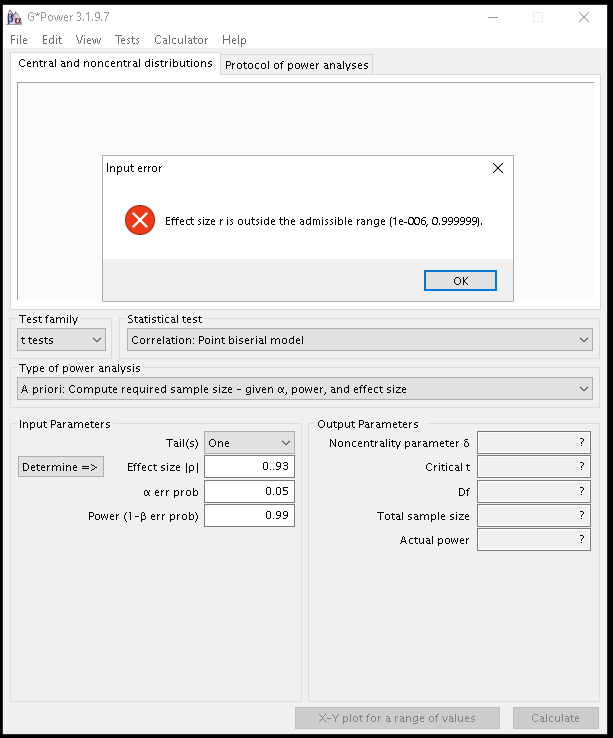 G*Power 3.1.9.7
File Edit View Tests Calculator Help
Central and noncentral distributions Protocol of power analyses
Input error
Effect size r is outside the admissible range (1e-006, 0.999999).
OK
Test family Statistical test
t tests Correlation: Point biserial model
Type of power analysis
A priori: Compute required sample size – given α, power, and effect size
Input Parameters Output Parameters
Tail(s) One Noncentrality parameter δ ?
Determine => Effect size |ρ| 0..93 Critical t ?
α err prob 0.05 Df ?
Power (1-β err prob) 0.99 Total sample size ?
Actual power ?
X-Y plot for a range of values Calculate